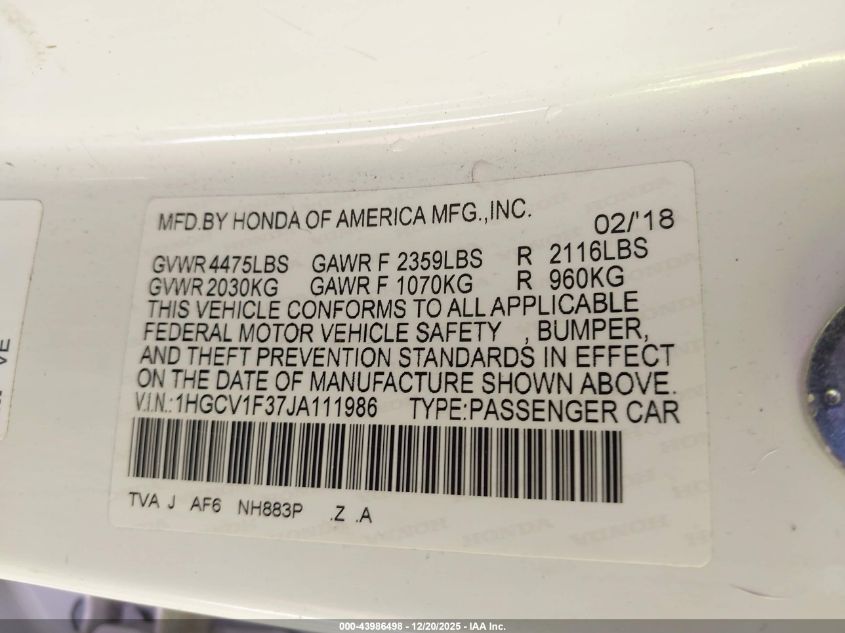 MFD.BY HONDA OF AMERICA MFG.,INC. 02/'18
GVWR 4475LBS GAWR F 2359LBS R 2116LBS
GVWR 2030KG GAWR F 1070KG R 960KG
THIS VEHICLE CONFORMS TO ALL APPLICABLE
FEDERAL MOTOR VEHICLE SAFETY , BUMPER,
AND THEFT PREVENTION STANDARDS IN EFFECT
ON THE DATE OF MANUFACTURE SHOWN ABOVE.
V.I.N.:1HGCV1F37JA111986 TYPE:PASSENGER CAR
TVA J AF6 NH883P .Z .A
VE
000-43986498 - 12/20/2025 - IAA Inc.